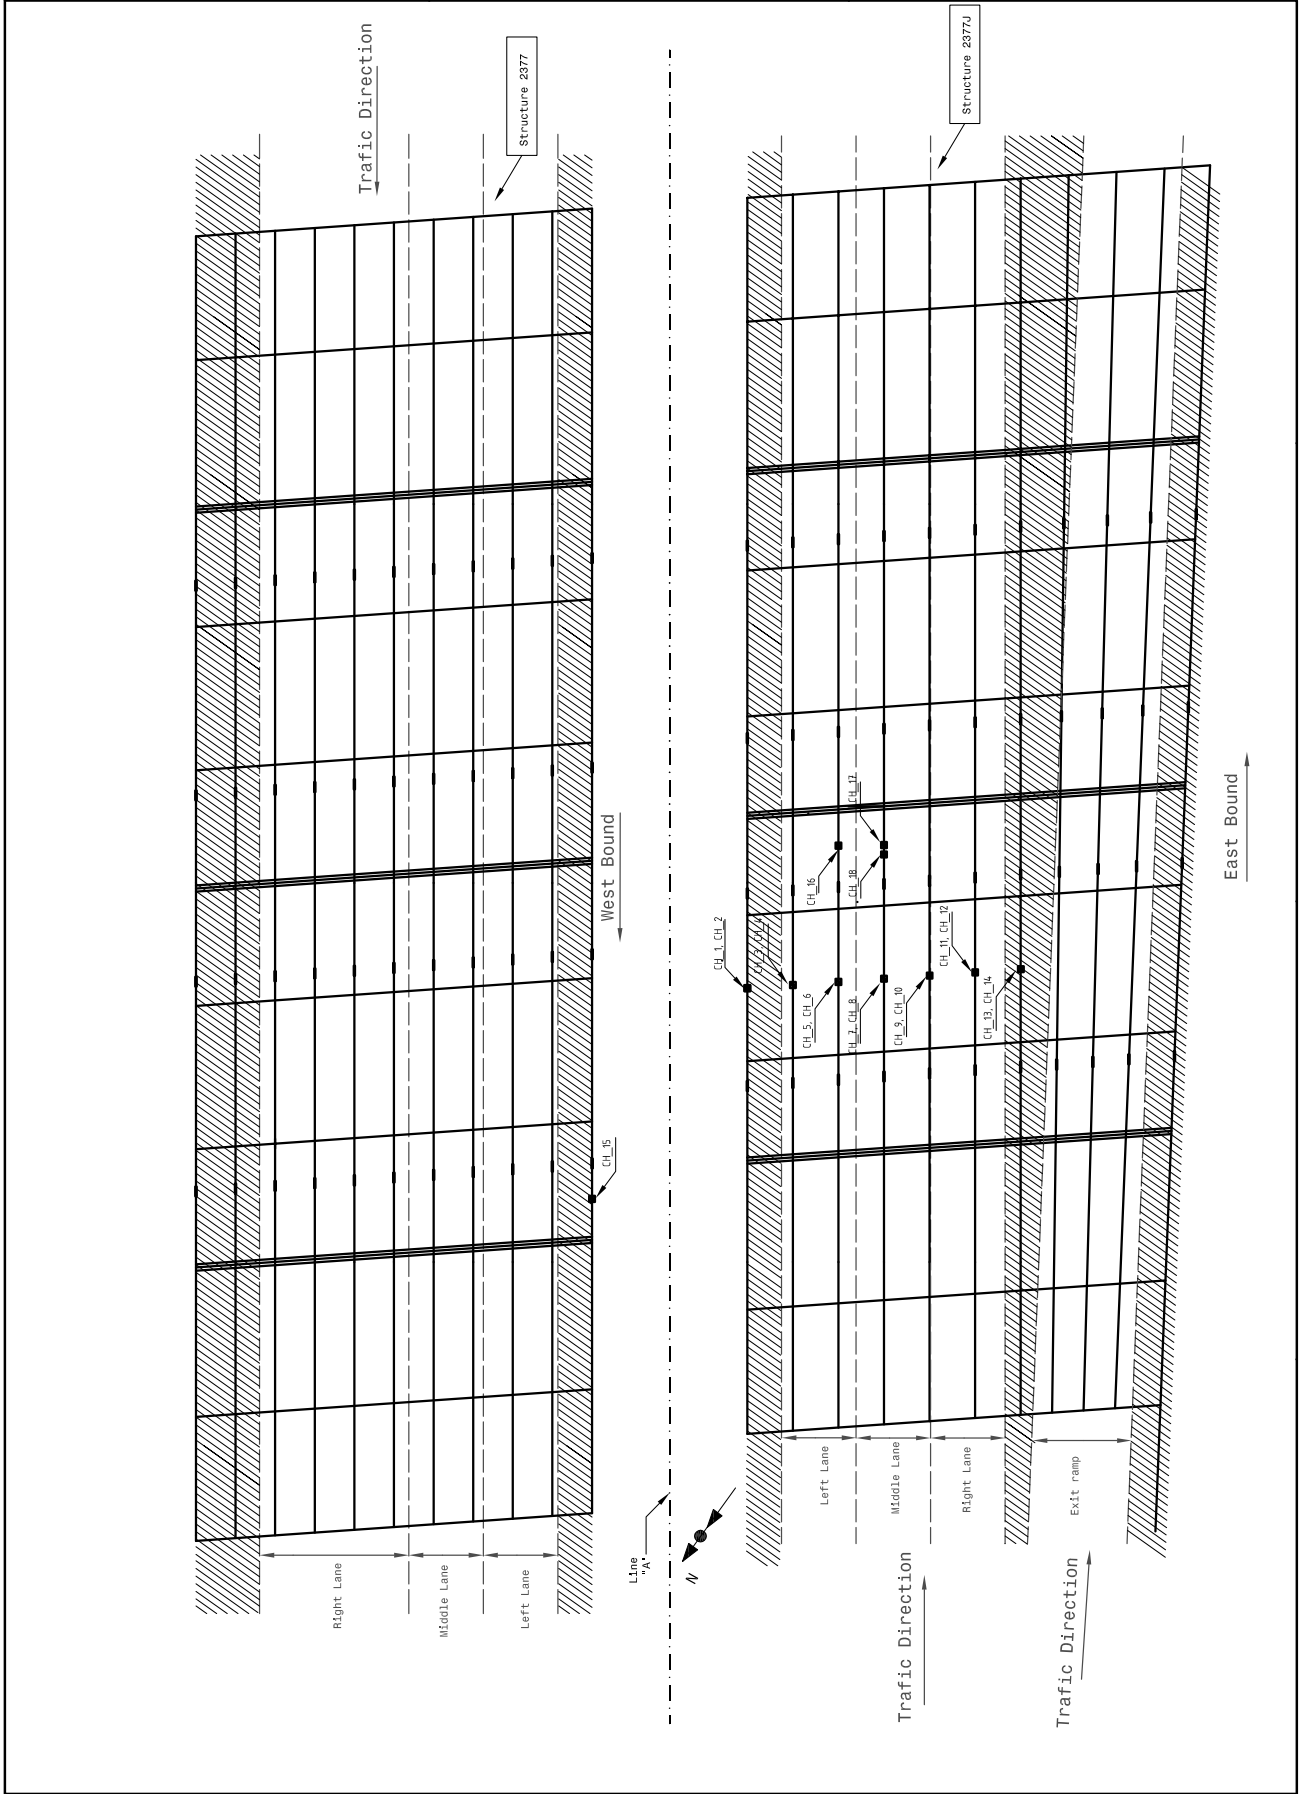 Trafic Direction
Structure 2377
Structure 2377J
West Bound
East Bound
CH_17
CH_16
CH_18
CH_1, CH_2
CH_3, CH_4
CH_5, CH_6
CH_7, CH_8
CH_9, CH_10
CH_11, CH_12
CH_13, CH_14
CH_15
Line
"A"
N
Right Lane
Middle Lane
Left Lane
Left Lane
Middle Lane
Right Lane
Exit ramp
Trafic Direction
Trafic Direction